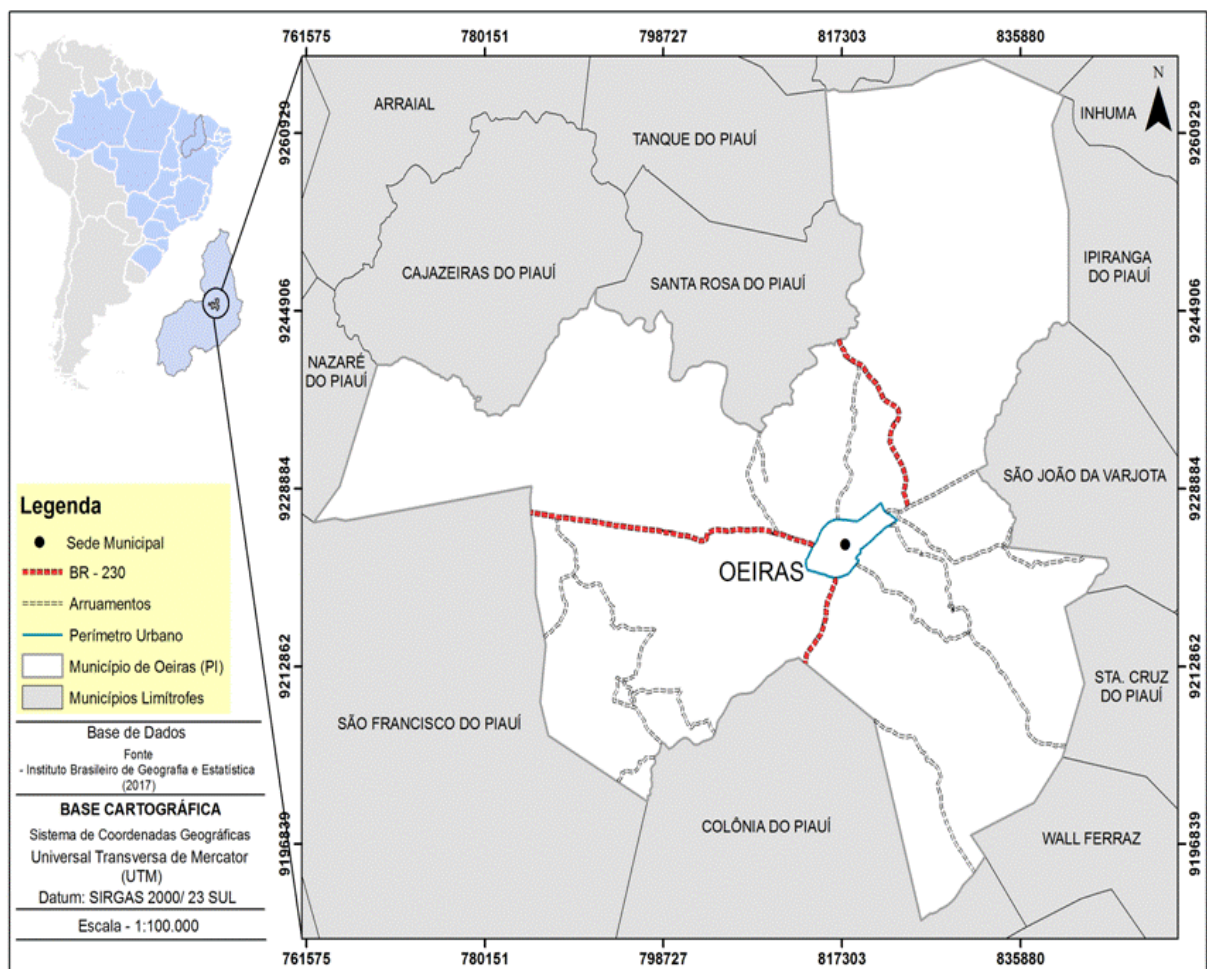 761575
780151
798727
817303
835880
N
9260929
9244906
9228884
9212862
9196839
ARRAIAL
TANQUE DO PIAUÍ
INHUMA
CAJAZEIRAS DO PIAUÍ
SANTA ROSA DO PIAUÍ
IPIRANGA
DO PIAUÍ
NAZARÉ
DO PIAUÍ
SÃO JOÃO DA VARJOTA
OEIRAS
STA. CRUZ
DO PIAUÍ
SÃO FRANCISCO DO PIAUÍ
COLÔNIA DO PIAUÍ
WALL FERRAZ
9260929
9244906
9228884
9212862
9196839
761575
780151
798727
817303
835880
Legenda
Sede Municipal
BR - 230
Arruamentos
Perímetro Urbano
Município de Oeiras (PI)
Municípios Limítrofes
Base de Dados
Fonte
- Instituto Brasileiro de Geografia e Estatística
(2017)
BASE CARTOGRÁFICA
Sistema de Coordenadas Geográficas
Universal Transversa de Mercator
(UTM)
Datum: SIRGAS 2000/ 23 SUL
Escala - 1:100.000